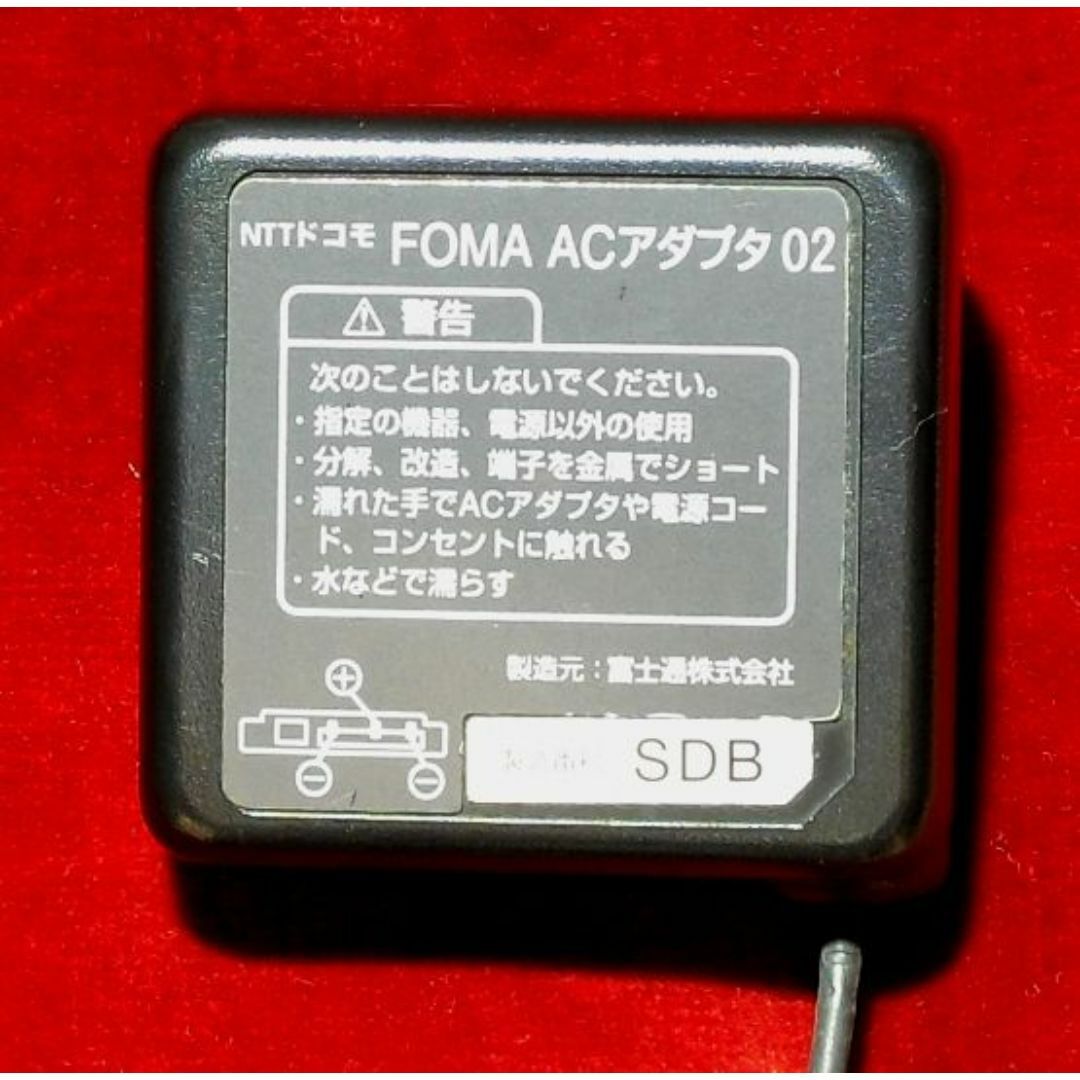 NTTドコモ FOMA ACアダプタ 02
⚠ 警告
次のことはしないでください。
・指定の機器、電源以外の使用
・分解、改造、端子を金属でショート
・濡れた手でACアダプタや電源コー
ド、コンセントに触れる
・水などで濡らす
製造元：富士通株式会社
SDB